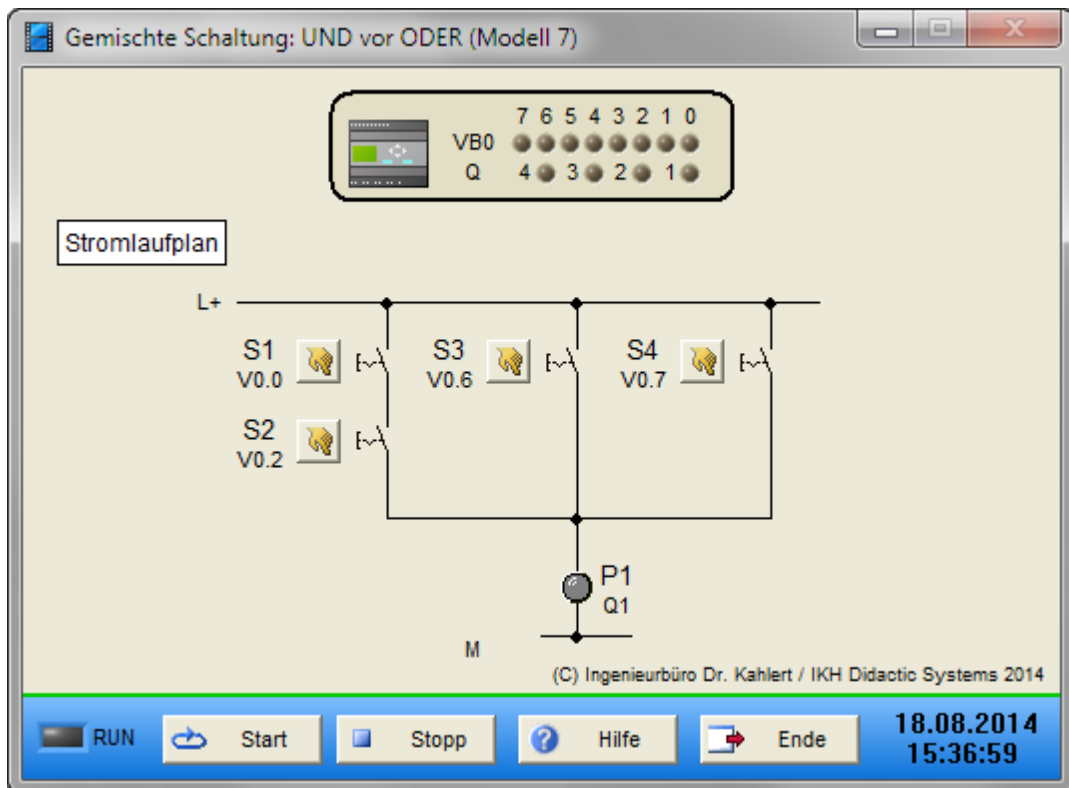 Gemischte Schaltung: UND vor ODER (Modell 7)
7 6 5 4 3 2 1 0
VB0
Q 4 3 2 1
Stromlaufplan
L+
S1 S3 S4
V0.0 V0.6 V0.7
S2
V0.2
P1
Q1
M
(C) Ingenieurbüro Dr. Kahlert / IKH Didactic Systems 2014
RUN Start Stopp Hilfe Ende 18.08.2014
15:36:59